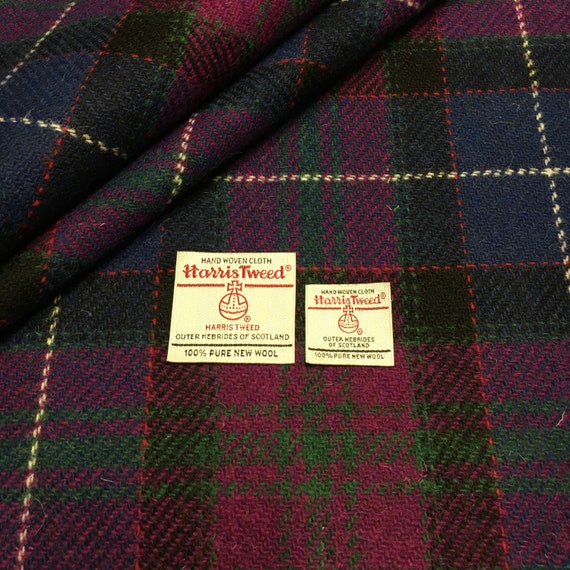 HAND WOVEN CLOTH
Harris Tweed®
®
HARRIS TWEED
OUTER HEBRIDES
OF SCOTLAND
100% PURE NEW WOOL
HAND WOVEN CLOTH
Harris Tweed®
®
OUTER HEBRIDES
OF SCOTLAND
100% PURE NEW WOOL